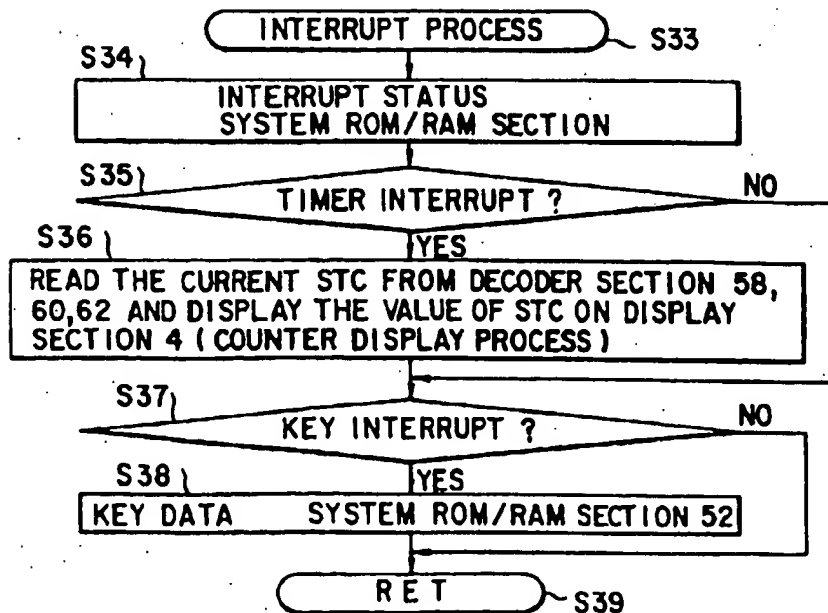 INTERRUPT PROCESS
S33
S34
INTERRUPT STATUS
SYSTEM ROM/RAM SECTION
S35
TIMER INTERRUPT ?
NO
YES
S36
READ THE CURRENT STC FROM DECODER SECTION 58,
60,62 AND DISPLAY THE VALUE OF STC ON DISPLAY
SECTION 4 (COUNTER DISPLAY PROCESS)
S37
KEY INTERRUPT ?
NO
YES
S38
KEY DATA SYSTEM ROM/RAM SECTION 52
RET
S39